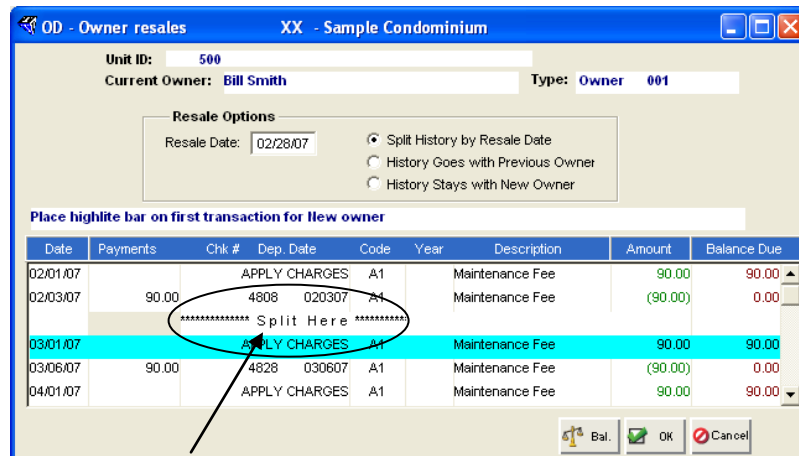 OD - Owner resales XX - Sample Condominium
Unit ID: 500
Current Owner: Bill Smith Type: Owner 001
Resale Options
Resale Date: 02/28/07
Split History by Resale Date
History Goes with Previous Owner
History Stays with New Owner
Place highlite bar on first transaction for New owner
Date Payments Chk # Dep. Date Code Year Description Amount Balance Due
02/01/07 APPLY CHARGES A1 Maintenance Fee 90.00 90.00
02/03/07 90.00 4808 020307 A1 Maintenance Fee (90.00) 0.00
************** Split Here ***********
03/01/07 APPLY CHARGES A1 Maintenance Fee 90.00 90.00
03/06/07 90.00 4828 030607 A1 Maintenance Fee (90.00) 0.00
04/01/07 APPLY CHARGES A1 Maintenance Fee 90.00 90.00
Bal. OK Cancel